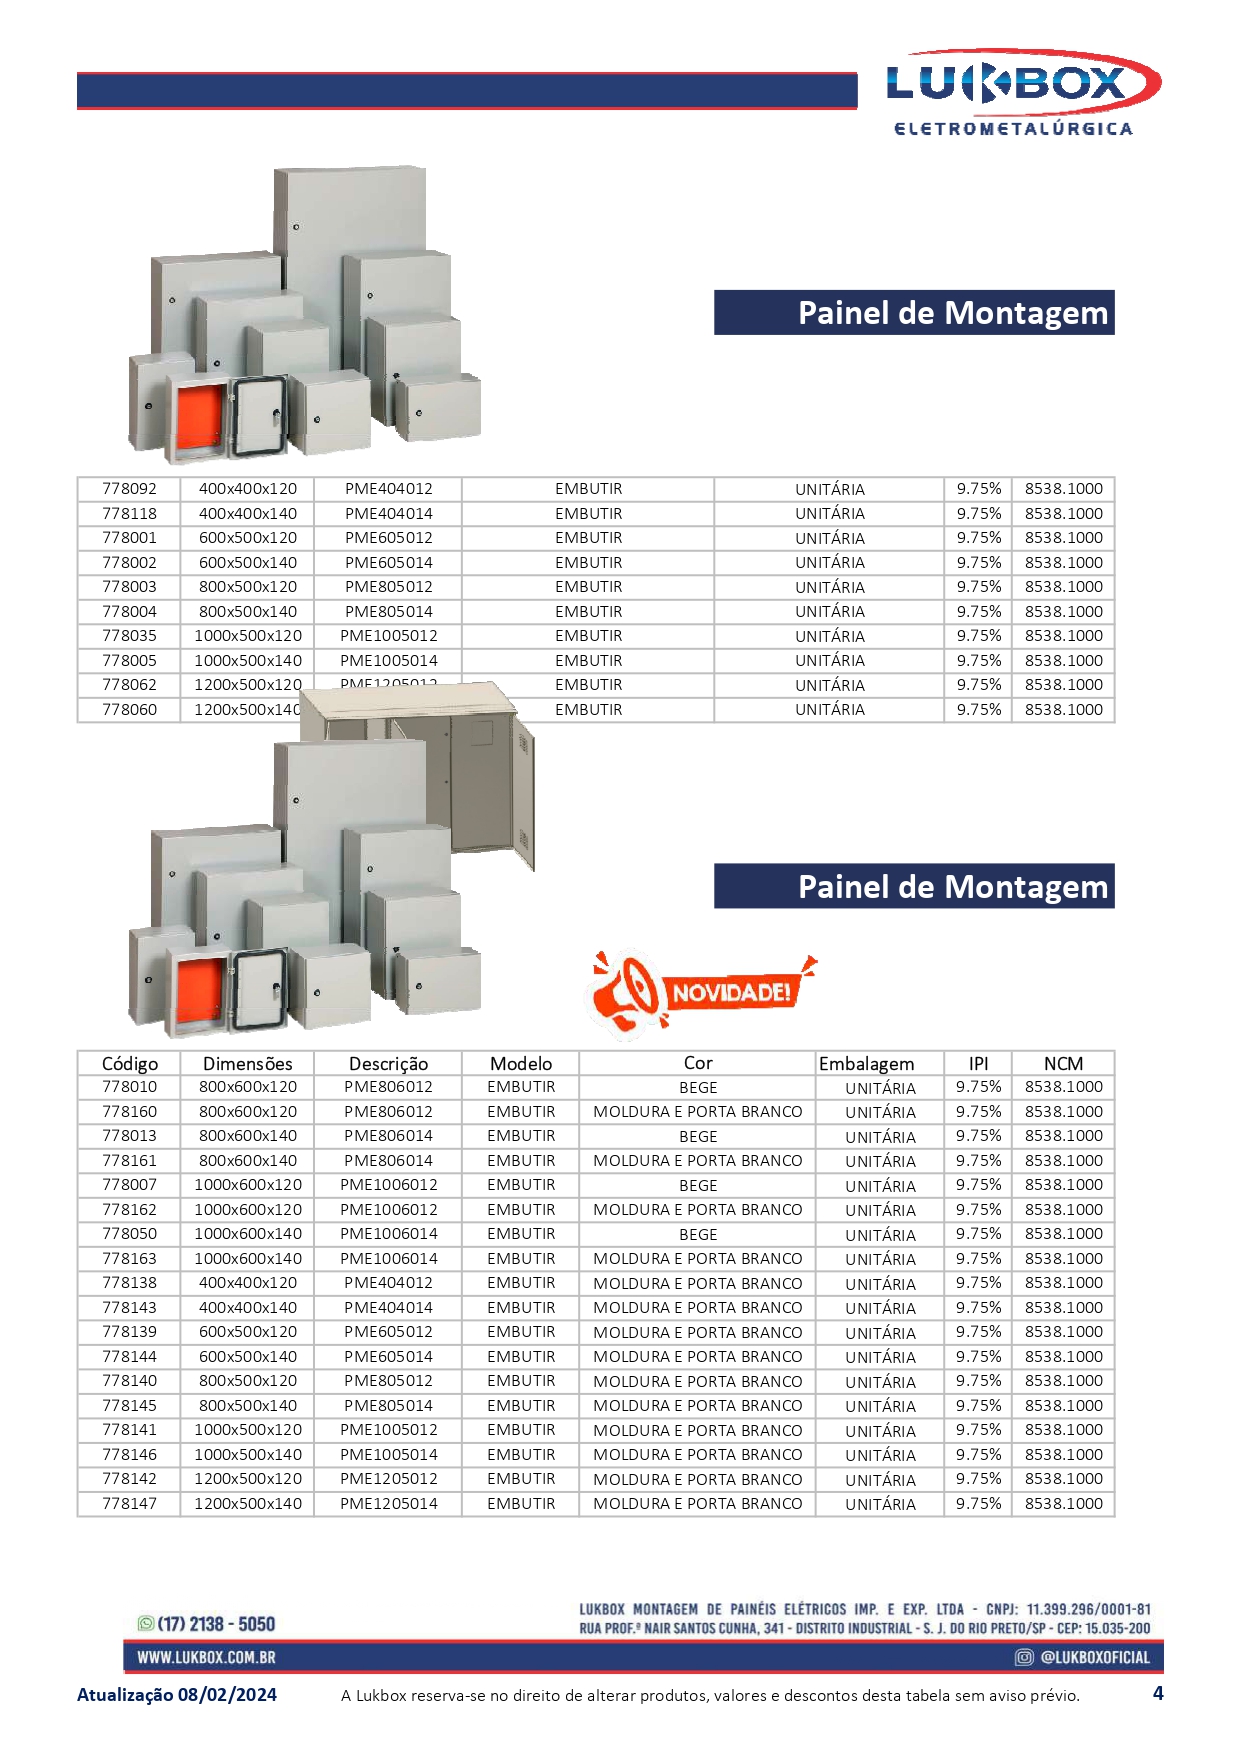 LUKBOX
ELETROMETALÚRGICA
Painel de Montagem
778092 400x400x120 PME404012 EMBUTIR UNITÁRIA 9.75% 8538.1000
778118 400x400x140 PME404014 EMBUTIR UNITÁRIA 9.75% 8538.1000
778001 600x500x120 PME605012 EMBUTIR UNITÁRIA 9.75% 8538.1000
778002 600x500x140 PME605014 EMBUTIR UNITÁRIA 9.75% 8538.1000
778003 800x500x120 PME805012 EMBUTIR UNITÁRIA 9.75% 8538.1000
778004 800x500x140 PME805014 EMBUTIR UNITÁRIA 9.75% 8538.1000
778035 1000x500x120 PME1005012 EMBUTIR UNITÁRIA 9.75% 8538.1000
778005 1000x500x140 PME1005014 EMBUTIR UNITÁRIA 9.75% 8538.1000
778062 1200x500x120 PME1205012 EMBUTIR UNITÁRIA 9.75% 8538.1000
778060 1200x500x140 EMBUTIR UNITÁRIA 9.75% 8538.1000
Painel de Montagem
NOVIDADE!
Código Dimensões Descrição Modelo Cor Embalagem IPI NCM
778010 800x600x120 PME806012 EMBUTIR BEGE UNITÁRIA 9.75% 8538.1000
778160 800x600x120 PME806012 EMBUTIR MOLDURA E PORTA BRANCO UNITÁRIA 9.75% 8538.1000
778013 800x600x140 PME806014 EMBUTIR BEGE UNITÁRIA 9.75% 8538.1000
778161 800x600x140 PME806014 EMBUTIR MOLDURA E PORTA BRANCO UNITÁRIA 9.75% 8538.1000
778007 1000x600x120 PME1006012 EMBUTIR BEGE UNITÁRIA 9.75% 8538.1000
778162 1000x600x120 PME1006012 EMBUTIR MOLDURA E PORTA BRANCO UNITÁRIA 9.75% 8538.1000
778050 1000x600x140 PME1006014 EMBUTIR BEGE UNITÁRIA 9.75% 8538.1000
778163 1000x600x140 PME1006014 EMBUTIR MOLDURA E PORTA BRANCO UNITÁRIA 9.75% 8538.1000
778138 400x400x120 PME404012 EMBUTIR MOLDURA E PORTA BRANCO UNITÁRIA 9.75% 8538.1000
778143 400x400x140 PME404014 EMBUTIR MOLDURA E PORTA BRANCO UNITÁRIA 9.75% 8538.1000
778139 600x500x120 PME605012 EMBUTIR MOLDURA E PORTA BRANCO UNITÁRIA 9.75% 8538.1000
778144 600x500x140 PME605014 EMBUTIR MOLDURA E PORTA BRANCO UNITÁRIA 9.75% 8538.1000
778140 800x500x120 PME805012 EMBUTIR MOLDURA E PORTA BRANCO UNITÁRIA 9.75% 8538.1000
778145 800x500x140 PME805014 EMBUTIR MOLDURA E PORTA BRANCO UNITÁRIA 9.75% 8538.1000
778141 1000x500x120 PME1005012 EMBUTIR MOLDURA E PORTA BRANCO UNITÁRIA 9.75% 8538.1000
778146 1000x500x140 PME1005014 EMBUTIR MOLDURA E PORTA BRANCO UNITÁRIA 9.75% 8538.1000
778142 1200x500x120 PME1205012 EMBUTIR MOLDURA E PORTA BRANCO UNITÁRIA 9.75% 8538.1000
778147 1200x500x140 PME1205014 EMBUTIR MOLDURA E PORTA BRANCO UNITÁRIA 9.75% 8538.1000
(17) 2138 - 5050
LUKBOX MONTAGEM DE PAINÉIS ELÉTRICOS IMP. E EXP. LTDA - CNPJ: 11.399.296/0001-81
RUA PROF.ª NAIR SANTOS CUNHA, 341 - DISTRITO INDUSTRIAL - S. J. DO RIO PRETO/SP - CEP: 15.035-200
WWW.LUKBOX.COM.BR @LUKBOXOFICIAL
Atualização 08/02/2024 A Lukbox reserva-se no direito de alterar produtos, valores e descontos desta tabela sem aviso prévio. 4